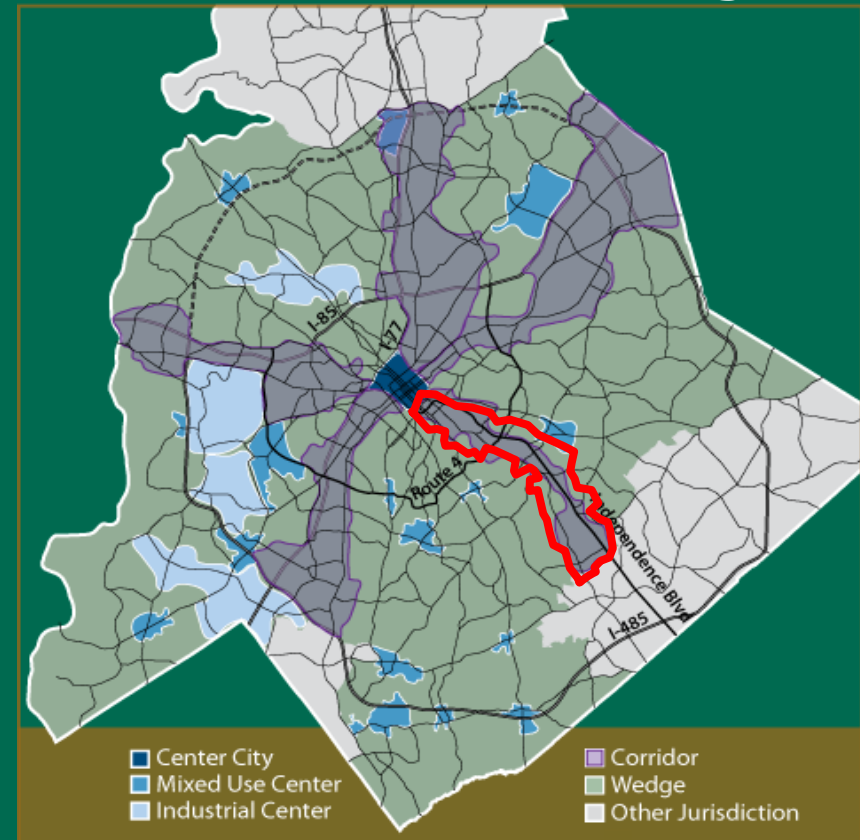 I-85
I-77
Route 4
Independence Blvd
I-485
Center City
Mixed Use Center
Industrial Center
Corridor
Wedge
Other Jurisdiction